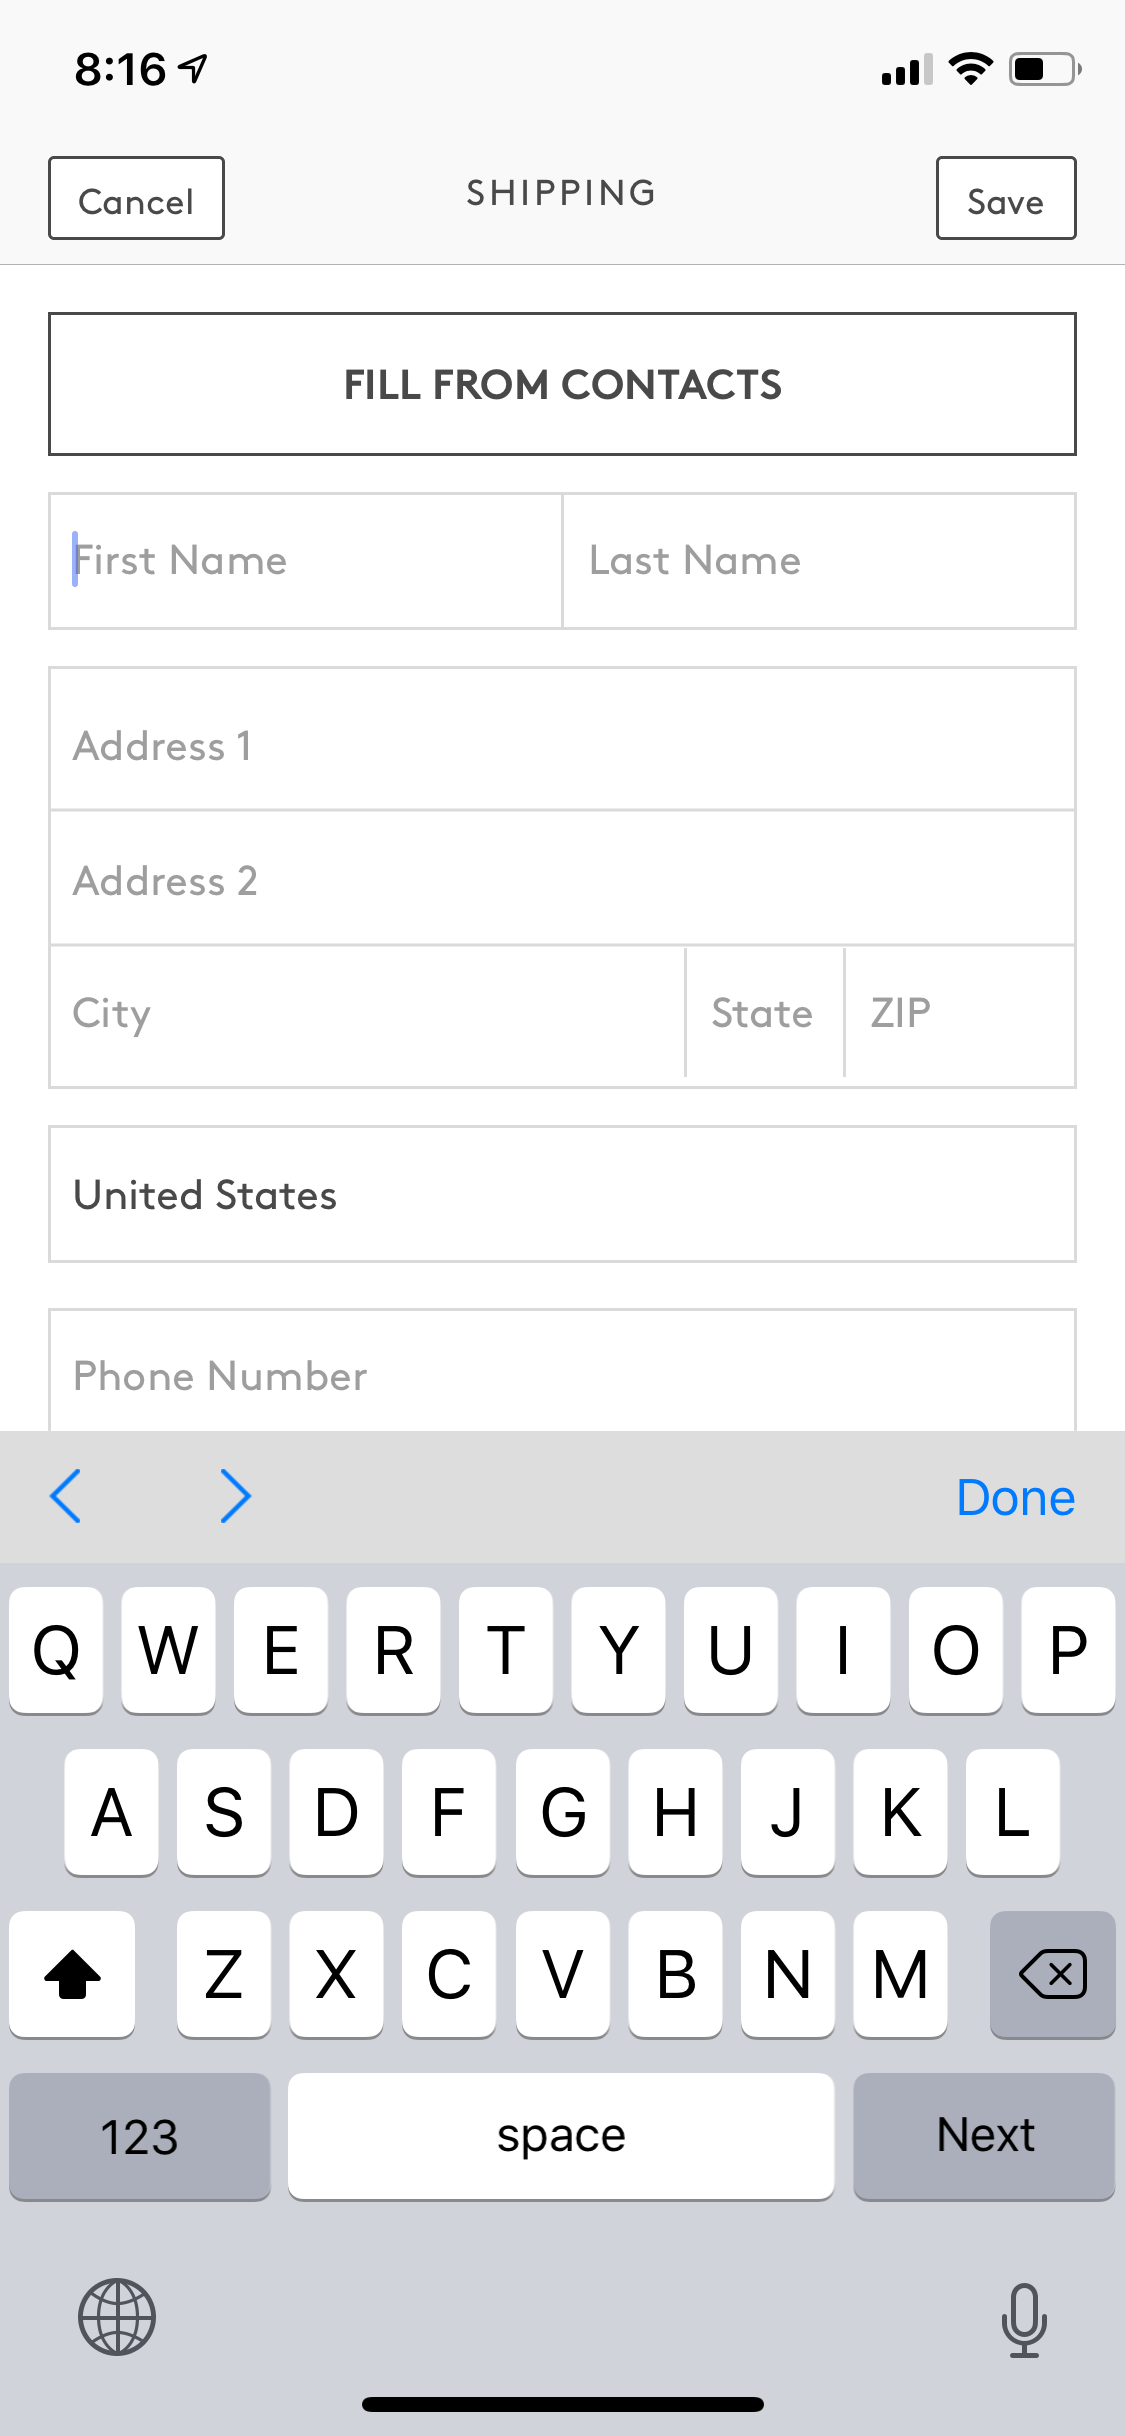 8:16
Cancel SHIPPING Save
FILL FROM CONTACTS
First Name Last Name
Address 1
Address 2
City State ZIP
United States
Phone Number
Done
Q W E R T Y U I O P
A S D F G H J K L
Z X C V B N M
123 space Next